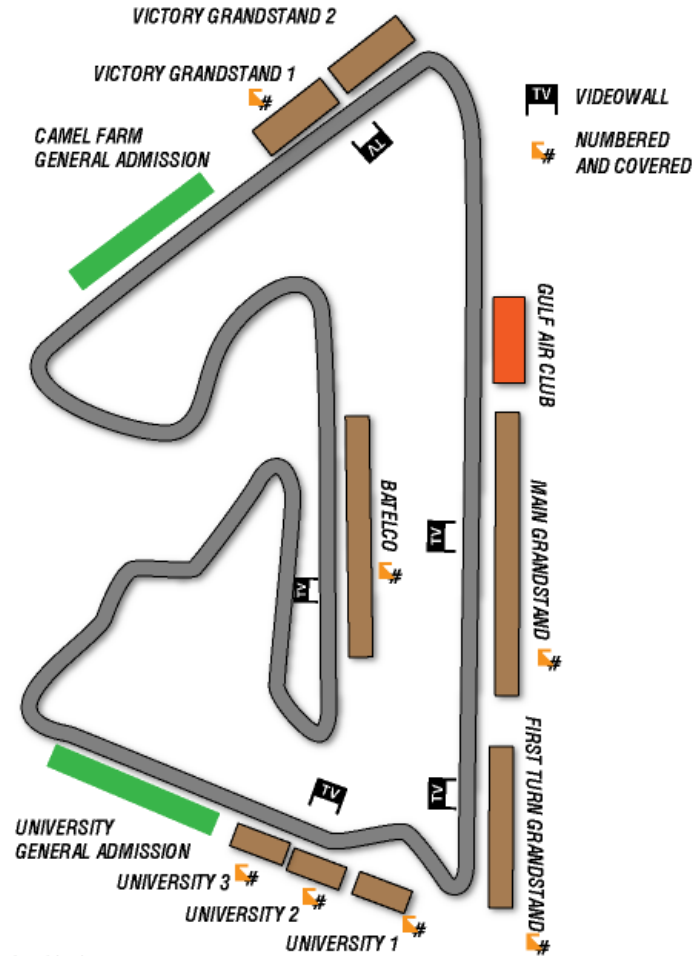 VICTORY GRANDSTAND 2
VICTORY GRANDSTAND 1
#
CAMEL FARM
GENERAL ADMISSION
TV
TV VIDEOWALL
# NUMBERED
AND COVERED
GULF AIR CLUB
MAIN GRANDSTAND
#
TV
BATELCO
#
TV
FIRST TURN GRANDSTAND
#
TV
TV
UNIVERSITY
GENERAL ADMISSION
UNIVERSITY 3
#
UNIVERSITY 2
#
UNIVERSITY 1
#